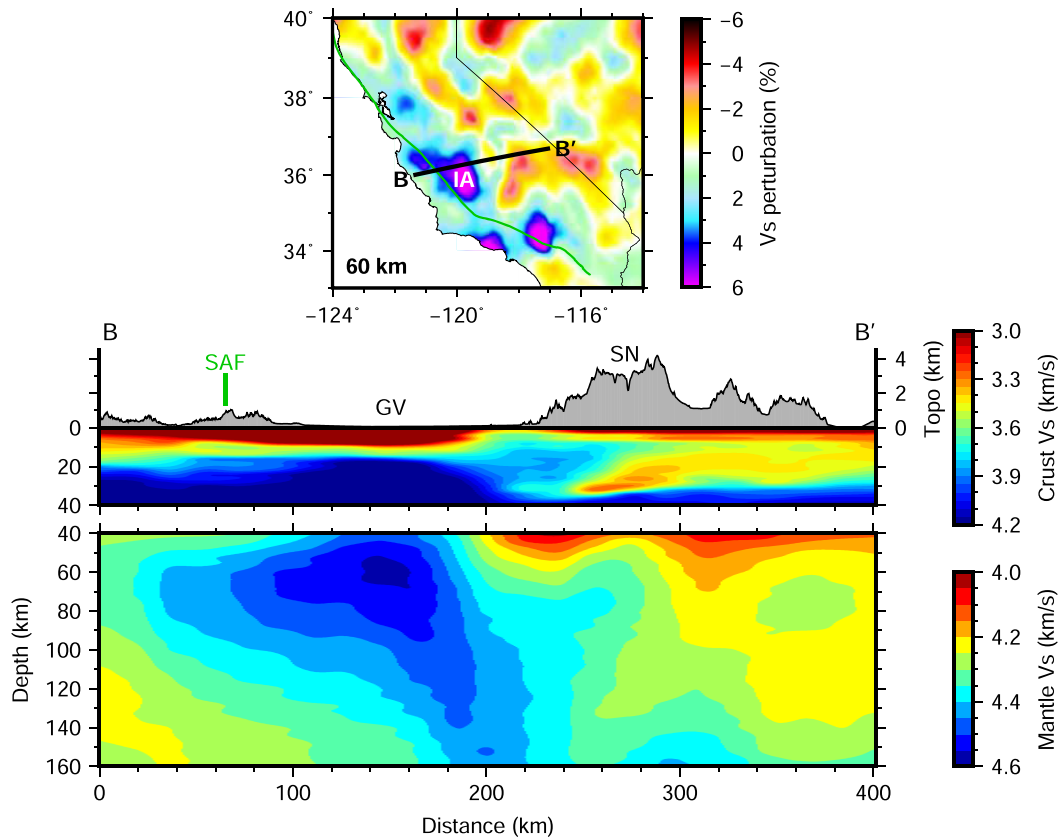 40˚
38˚
36˚
34˚
−124˚
−120˚
−116˚
B
B′
IA
60 km
−6
−4
−2
0
2
4
6
Vs perturbation (%)
B
B′
SAF
GV
SN
4
2
0
Topo (km)
0
20
40
3.0
3.3
3.6
3.9
4.2
Crust Vs (km/s)
40
60
80
100
120
140
160
Depth (km)
0
100
200
300
400
Distance (km)
4.0
4.2
4.4
4.6
Mantle Vs (km/s)